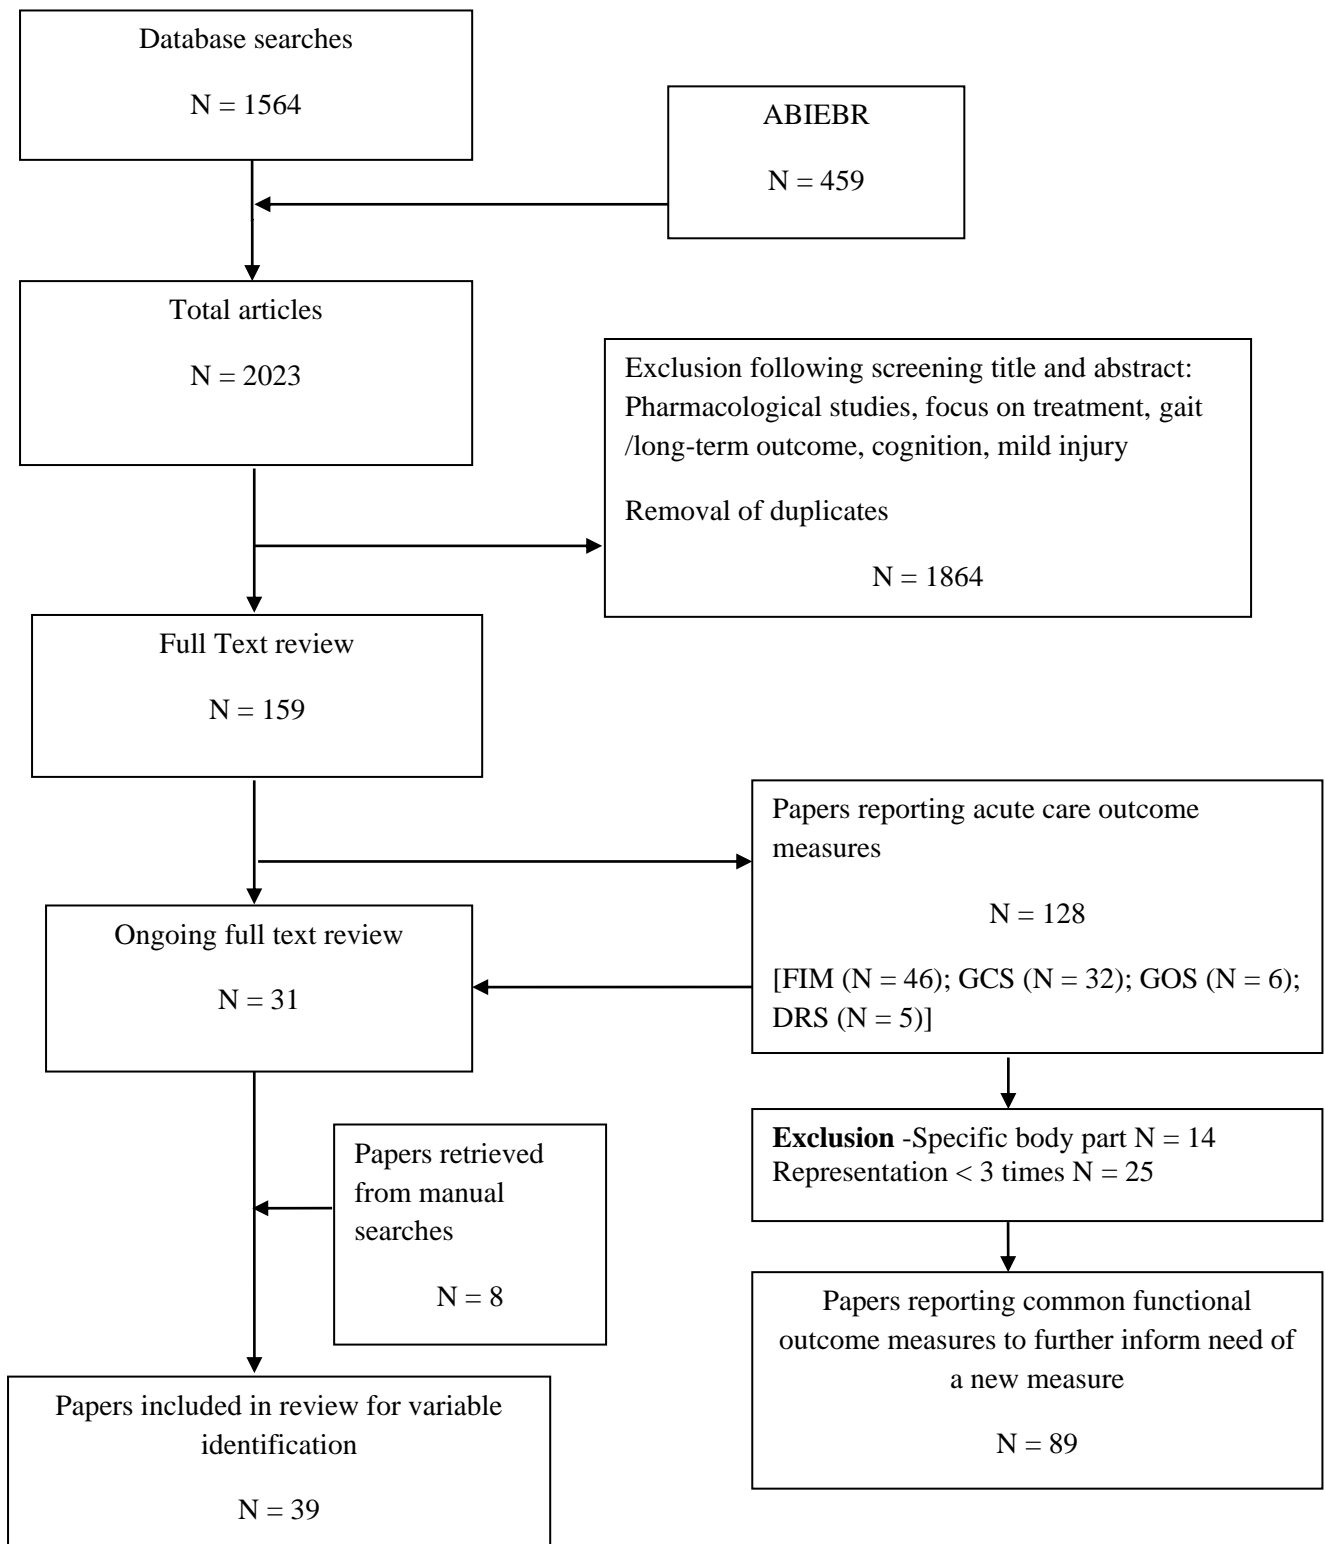 Database searches
N = 1564
ABIEBR
N = 459
Total articles
N = 2023
Exclusion following screening title and abstract:
Pharmacological studies, focus on treatment, gait
/long-term outcome, cognition, mild injury
Removal of duplicates
N = 1864
Full Text review
N = 159
Papers reporting acute care outcome
measures
N = 128
[FIM (N = 46); GCS (N = 32); GOS (N = 6);
DRS (N = 5)]
Ongoing full text review
N = 31
Exclusion -Specific body part N = 14
Representation < 3 times N = 25
Papers retrieved
from manual
searches
N = 8
Papers reporting common functional
outcome measures to further inform need of
a new measure
N = 89
Papers included in review for variable
identification
N = 39